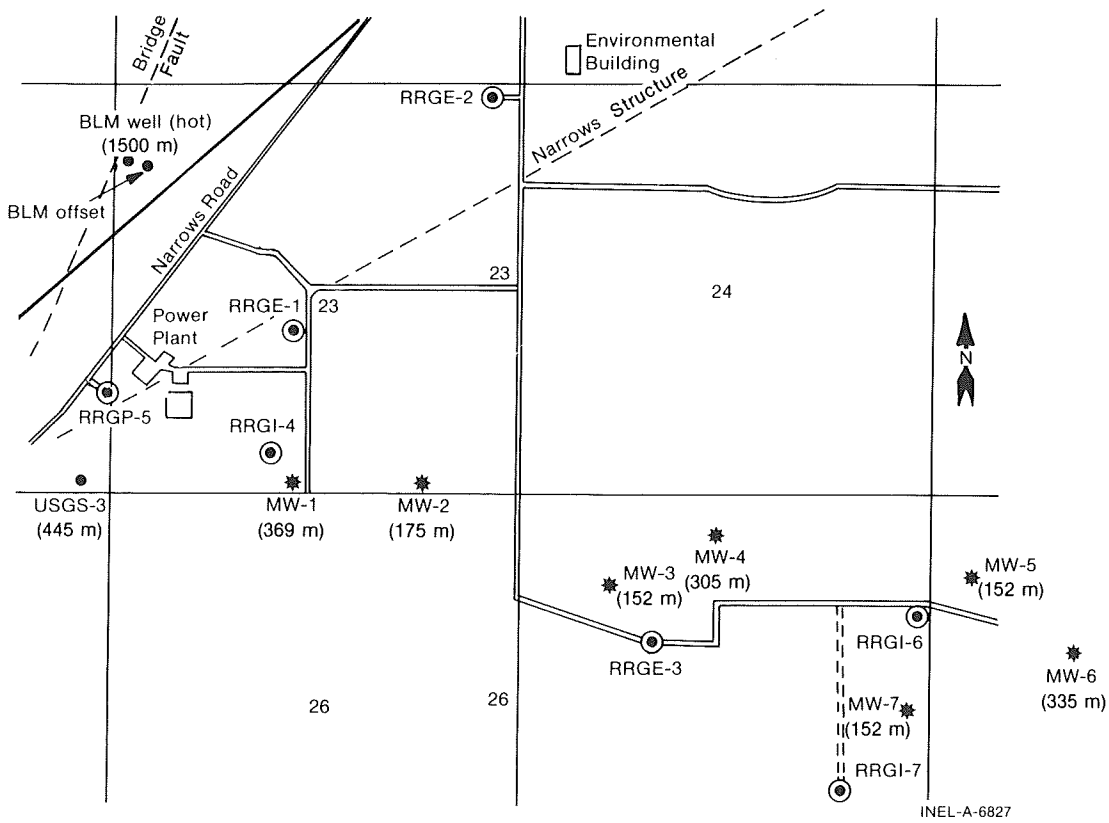 Bridge
Fault
Environmental
Building
RRGE-2
BLM well (hot)
(1500 m)
Narrows Structure
BLM offset
Narrows Road
23
24
RRGE-1
23
Power
Plant
N
RRGP-5
RRGI-4
USGS-3
(445 m)
MW-1
(369 m)
MW-2
(175 m)
MW-3
(152 m)
MW-4
(305 m)
MW-5
(152 m)
RRGE-3
RRGI-6
MW-6
(335 m)
26
26
MW-7
(152 m)
RRGI-7
INEL-A-6827